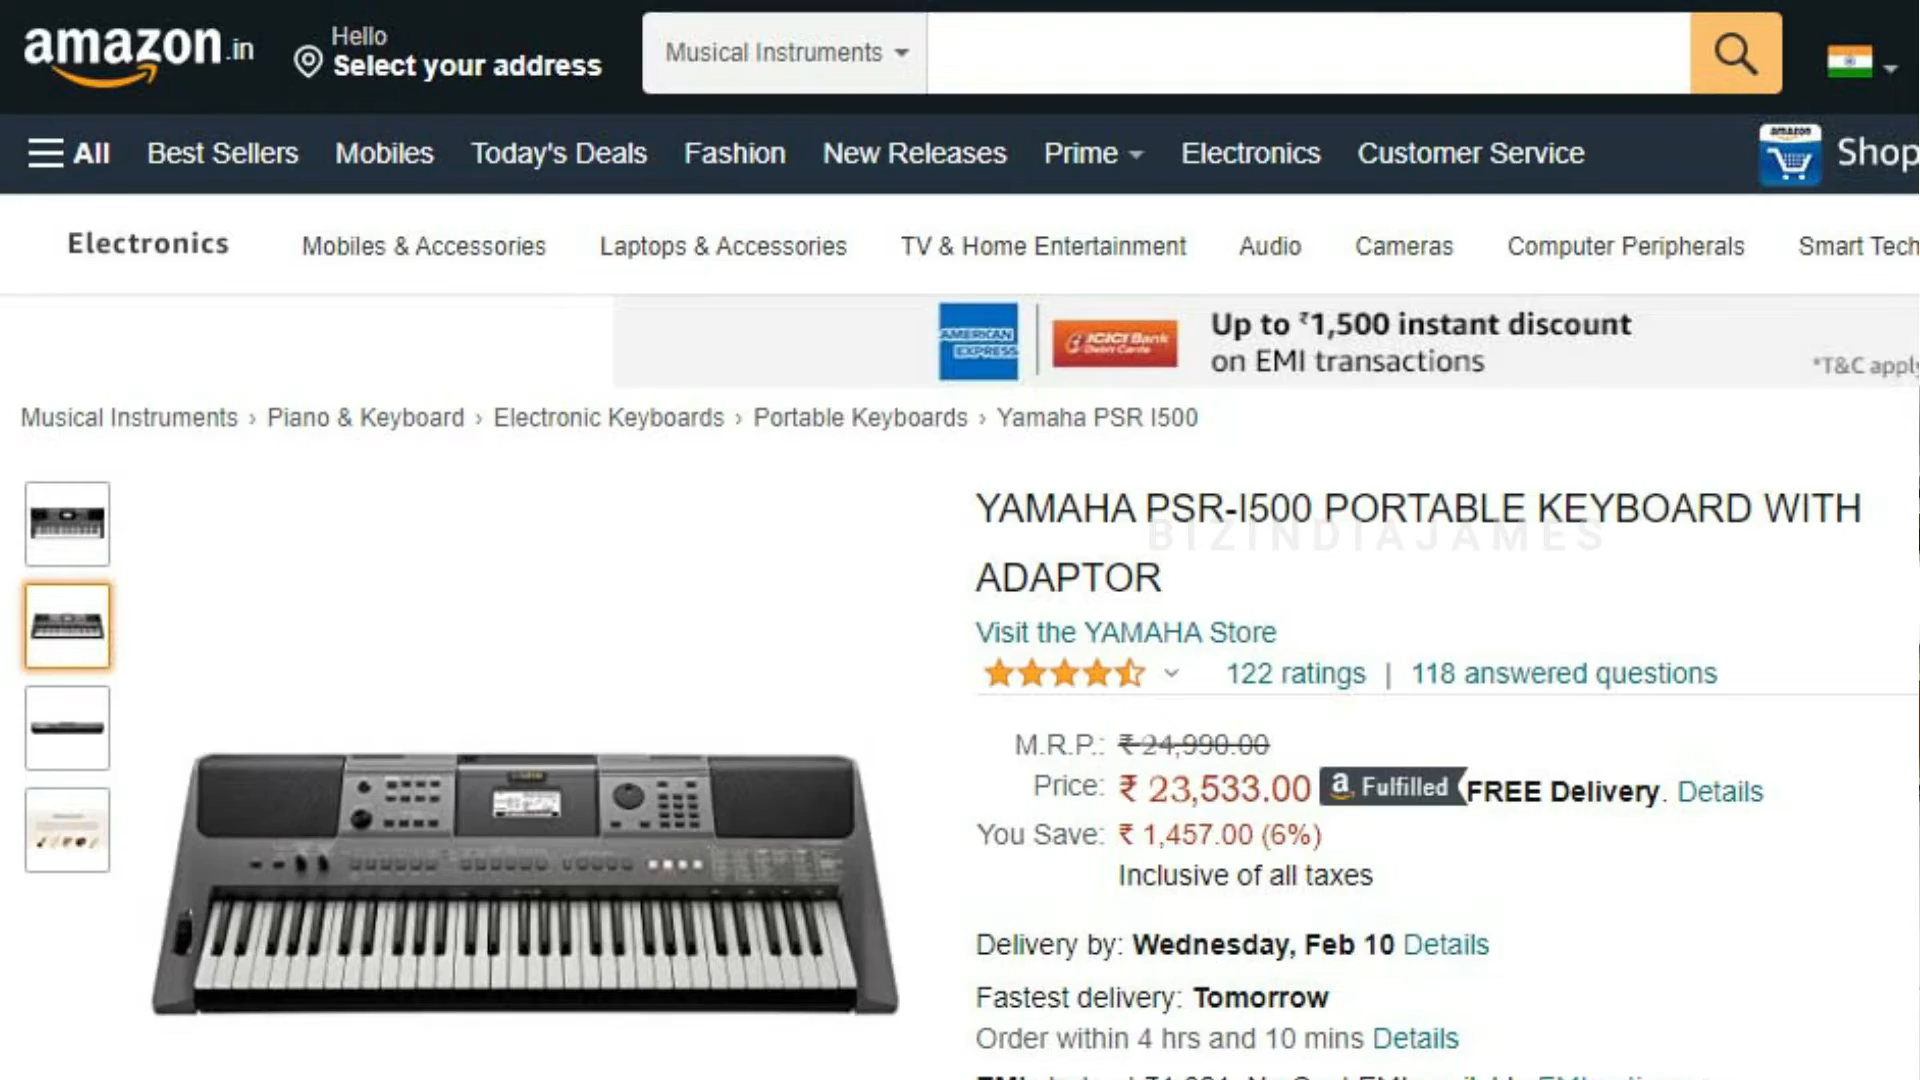 amazon.in
Hello
Select your address
Musical Instruments
All Best Sellers Mobiles Today's Deals Fashion New Releases Prime Electronics Customer Service amazon Shop
Electronics Mobiles & Accessories Laptops & Accessories TV & Home Entertainment Audio Cameras Computer Peripherals Smart Tech
AMERICAN EXPRESS
ICICI Bank
Debit Cards
Up to ₹1,500 instant discount
on EMI transactions
*T&C apply
Musical Instruments › Piano & Keyboard › Electronic Keyboards › Portable Keyboards › Yamaha PSR I500
YAMAHA PSR-I500 PORTABLE KEYBOARD WITH
BIZINDIAJAMES
ADAPTOR
Visit the YAMAHA Store
122 ratings | 118 answered questions
M.R.P.: ₹ 24,990.00
Price: ₹ 23,533.00 a Fulfilled FREE Delivery. Details
You Save: ₹ 1,457.00 (6%)
Inclusive of all taxes
Delivery by: Wednesday, Feb 10 Details
Fastest delivery: Tomorrow
Order within 4 hrs and 10 mins Details